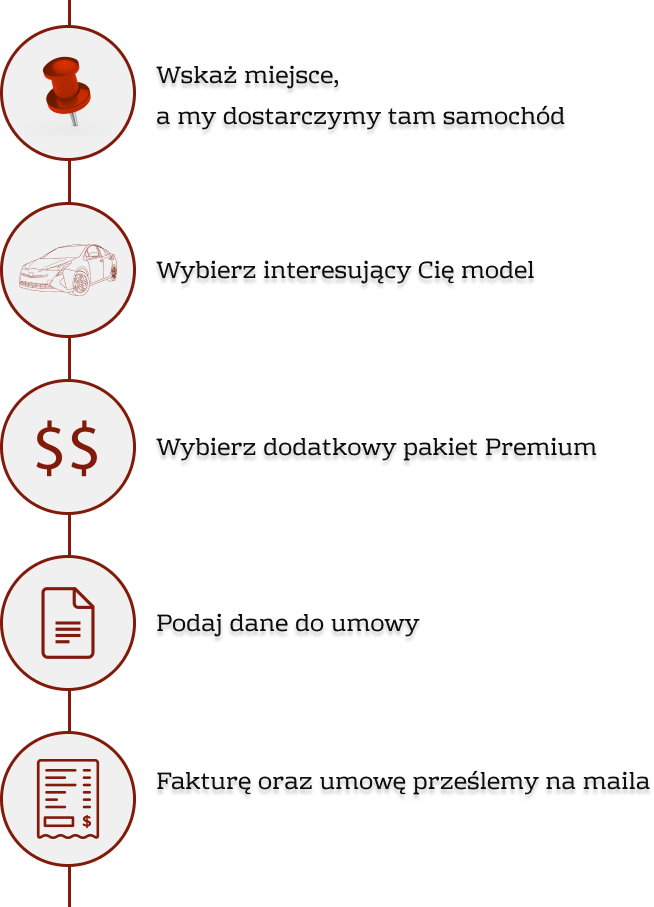 Wskaż miejsce,
a my dostarczymy tam samochód
Wybierz interesujący Cię model
$$
Wybierz dodatkowy pakiet Premium
Podaj dane do umowy
Fakturę oraz umowę prześlemy na maila
$